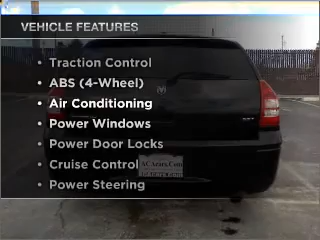 VEHICLE FEATURES
• Traction Control
• ABS (4-Wheel)
• Air Conditioning
• Power Windows
• Power Door Locks
• Cruise Control
• Power Steering